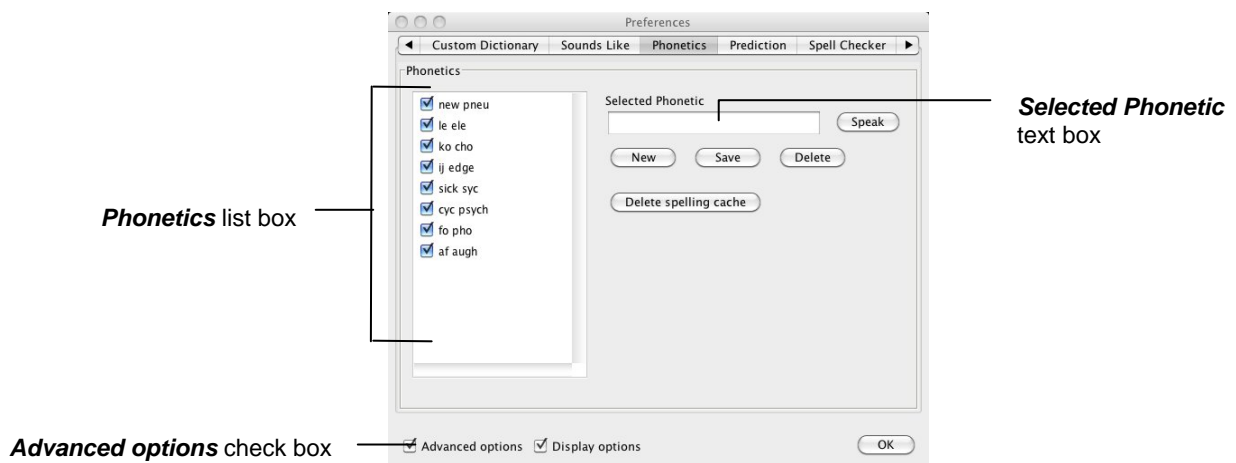 Preferences
◀ Custom Dictionary Sounds Like Phonetics Prediction Spell Checker ▶
Phonetics
new pneu
le ele
ko cho
ij edge
sick syc
cyc psych
fo pho
af augh
Selected Phonetic
Speak
New Save Delete
Delete spelling cache
Selected Phonetic
text box
Phonetics list box
Advanced options check box
Advanced options Display options
OK